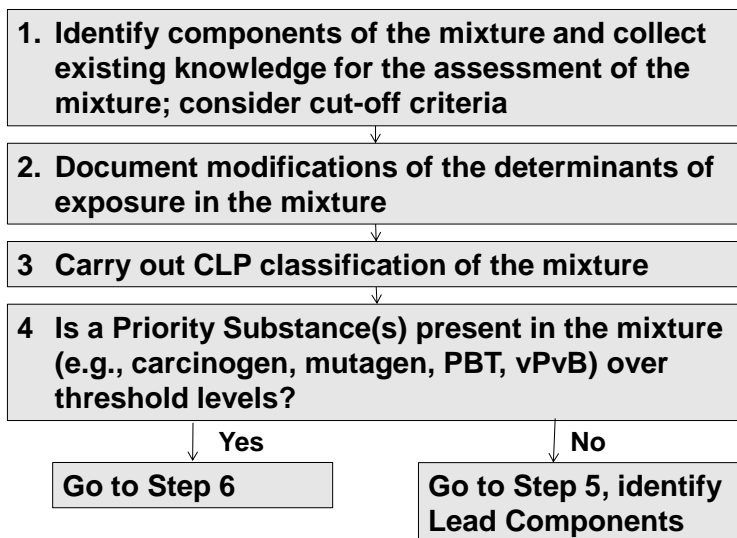 1. Identify components of the mixture and collect
existing knowledge for the assessment of the
mixture; consider cut-off criteria
2. Document modifications of the determinants of
exposure in the mixture
3 Carry out CLP classification of the mixture
4 Is a Priority Substance(s) present in the mixture
(e.g., carcinogen, mutagen, PBT, vPvB) over
threshold levels?
Yes
No
Go to Step 6
Go to Step 5, identify
Lead Components